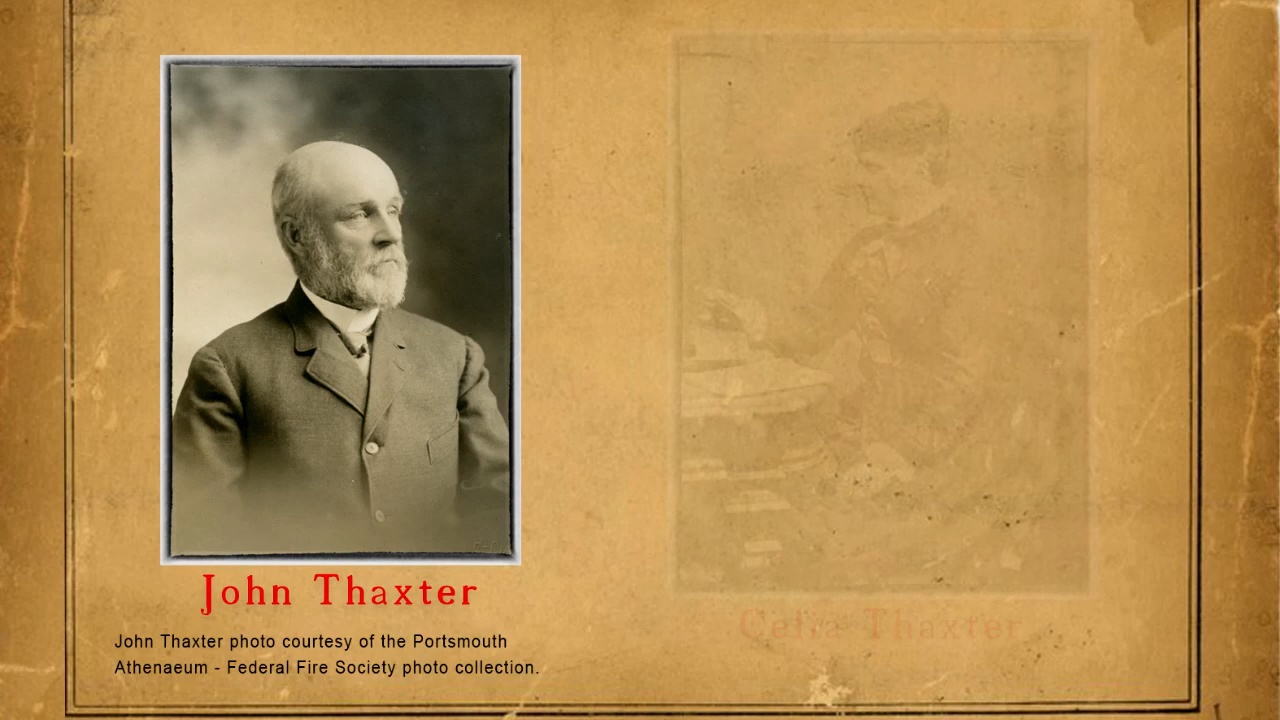 John Thaxter
John Thaxter photo courtesy of the Portsmouth
Athenaeum - Federal Fire Society photo collection.
Celia Thaxter